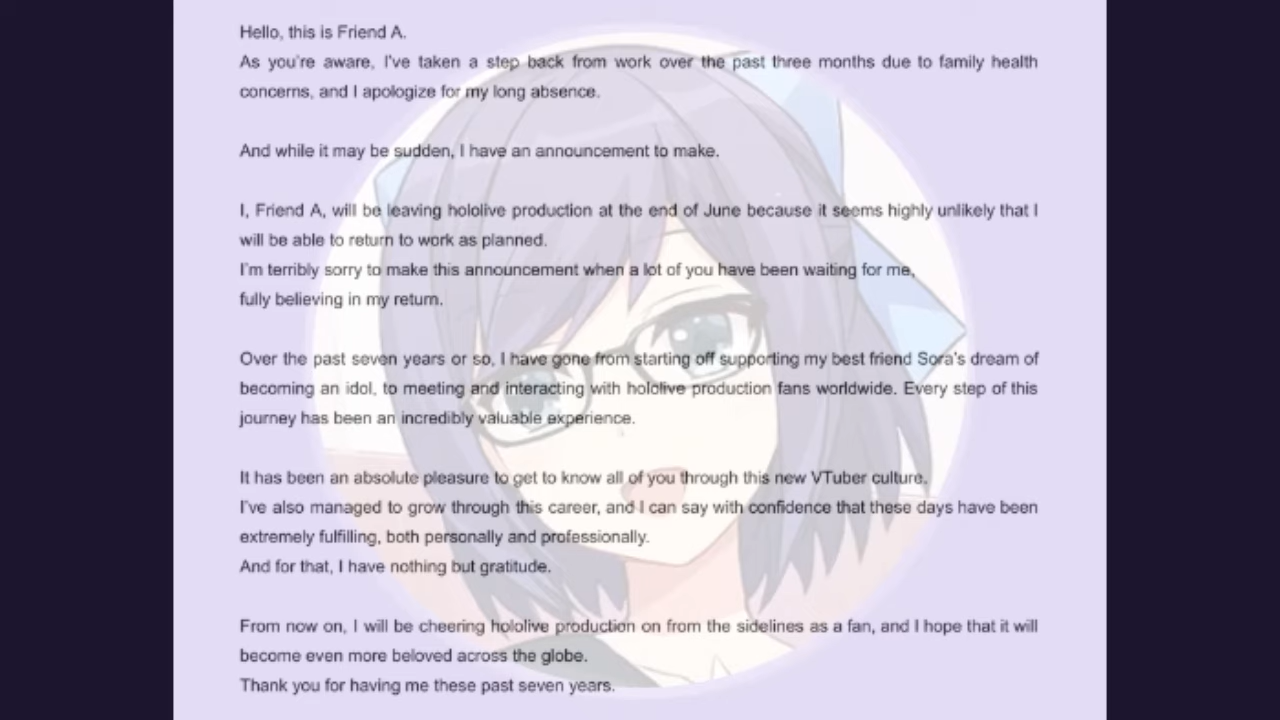 Hello, this is Friend A.
As you're aware, I've taken a step back from work over the past three months due to family health
concerns, and I apologize for my long absence.
And while it may be sudden, I have an announcement to make.
I, Friend A, will be leaving hololive production at the end of June because it seems highly unlikely that I
will be able to return to work as planned.
I'm terribly sorry to make this announcement when a lot of you have been waiting for me,
fully believing in my return.
Over the past seven years or so, I have gone from starting off supporting my best friend Sora's dream of
becoming an idol, to meeting and interacting with hololive production fans worldwide. Every step of this
journey has been an incredibly valuable experience.
It has been an absolute pleasure to get to know all of you through this new VTuber culture.
I've also managed to grow through this career, and I can say with confidence that these days have been
extremely fulfilling, both personally and professionally.
And for that, I have nothing but gratitude.
From now on, I will be cheering hololive production on from the sidelines as a fan, and I hope that it will
become even more beloved across the globe.
Thank you for having me these past seven years.